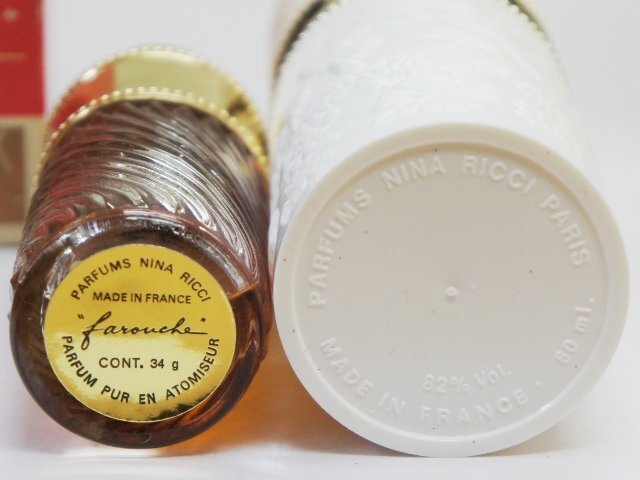 PARFUMS NINA RICCI
MADE IN FRANCE
"farouche"
CONT. 34 g
PARFUM PUR EN ATOMISEUR
PARFUMS NINA RICCI PARIS
82% Vol
MADE IN FRANCE - 60 ml.